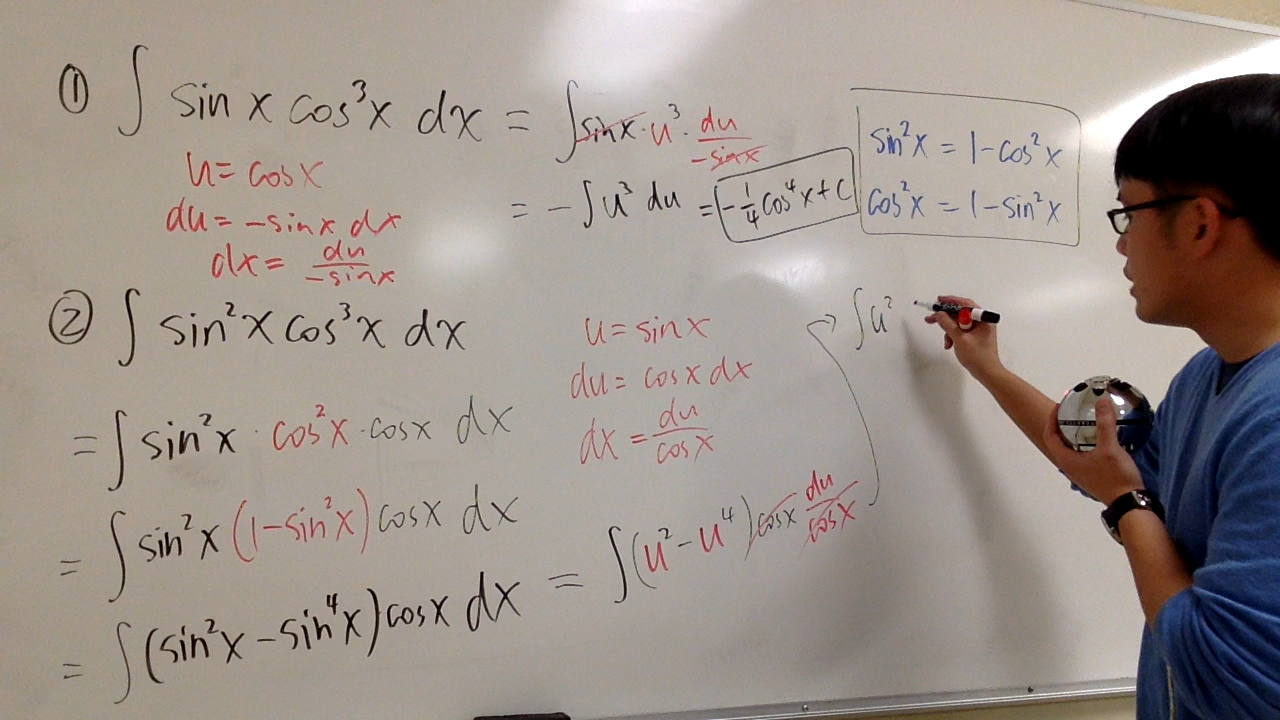 ① ∫ sin x cos³x dx = ∫ sin x · u³ · du/(-sin x)
u = cos x
= -∫ u³ du = -¼ cos⁴x + C
du = -sin x dx
dx = du/(-sin x)
sin²x = 1-cos²x
cos²x = 1-sin²x
② ∫ sin²x cos³x dx
= ∫ sin²x · cos²x · cos x dx
= ∫ sin²x (1-sin²x) cos x dx
= ∫ (sin²x - sin⁴x) cos x dx = ∫ (u² - u⁴) cos x du/cos x
u = sin x
du = cos x dx
dx = du/cos x
∫ u²